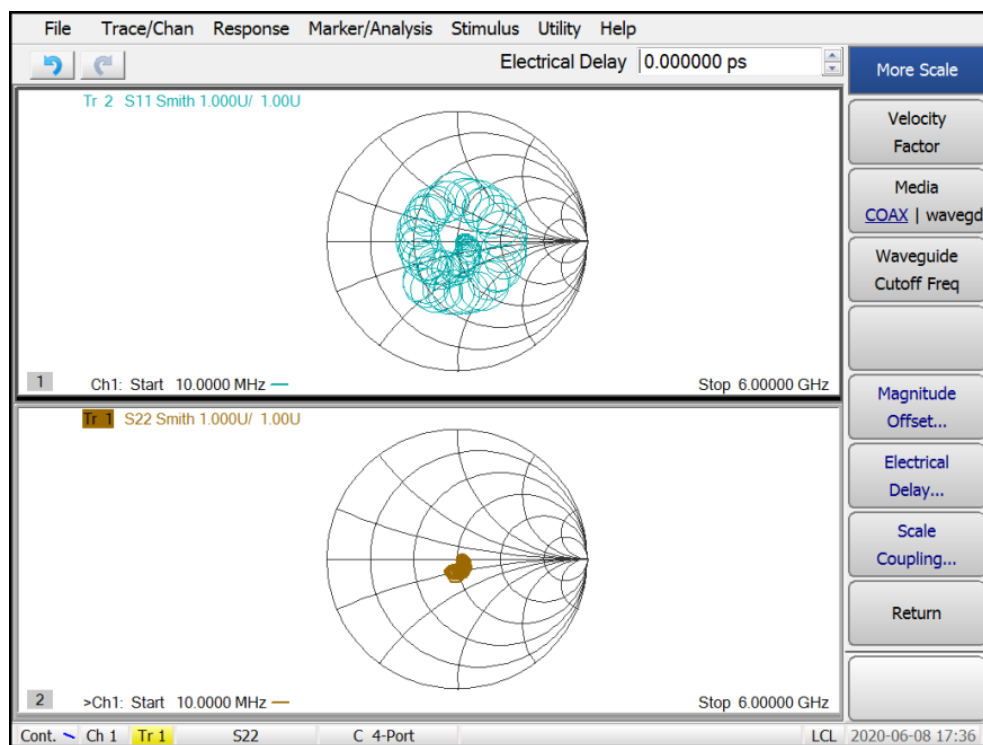 File Trace/Chan Response Marker/Analysis Stimulus Utility Help
Electrical Delay 0.000000 ps
More Scale
Tr 2 S11 Smith 1.000U/ 1.00U
Velocity
Factor
Media
COAX | wavegd
Waveguide
Cutoff Freq
1 Ch1: Start 10.0000 MHz Stop 6.00000 GHz
Magnitude
Offset...
Tr 1 S22 Smith 1.000U/ 1.00U
Electrical
Delay...
Scale
Coupling...
Return
2 >Ch1: Start 10.0000 MHz Stop 6.00000 GHz
Cont. Ch 1 Tr 1 S22 C 4-Port LCL 2020-06-08 17:36